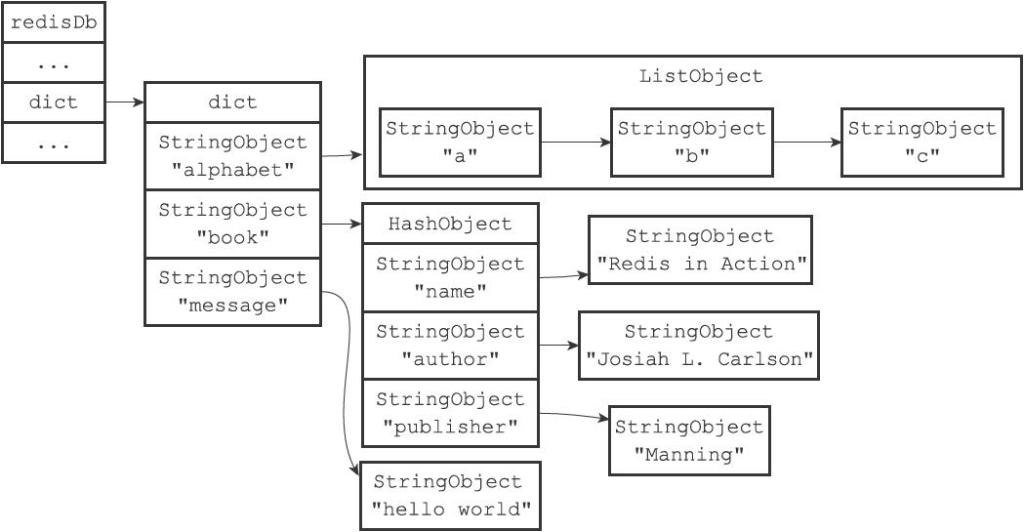 redisDb
...
dict
...
dict
StringObject
"alphabet"
StringObject
"book"
StringObject
"message"
ListObject
StringObject
"a"
StringObject
"b"
StringObject
"c"
HashObject
StringObject
"name"
StringObject
"author"
StringObject
"publisher"
StringObject
"Redis in Action"
StringObject
"Josiah L. Carlson"
StringObject
"Manning"
StringObject
"hello world"